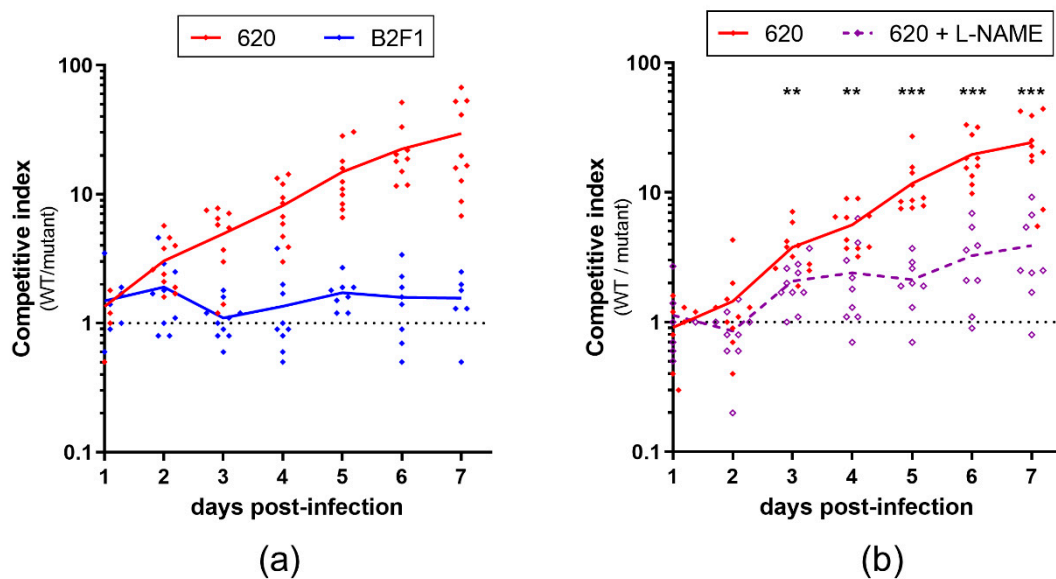 620 B2F1
Competitive index
(WT/mutant)
100
10
1
0.1
1 2 3 4 5 6 7
days post-infection
(a)
620 620 + L-NAME
** ** *** *** ***
Competitive index
(WT / mutant)
100
10
1
0.1
1 2 3 4 5 6 7
days post-infection
(b)